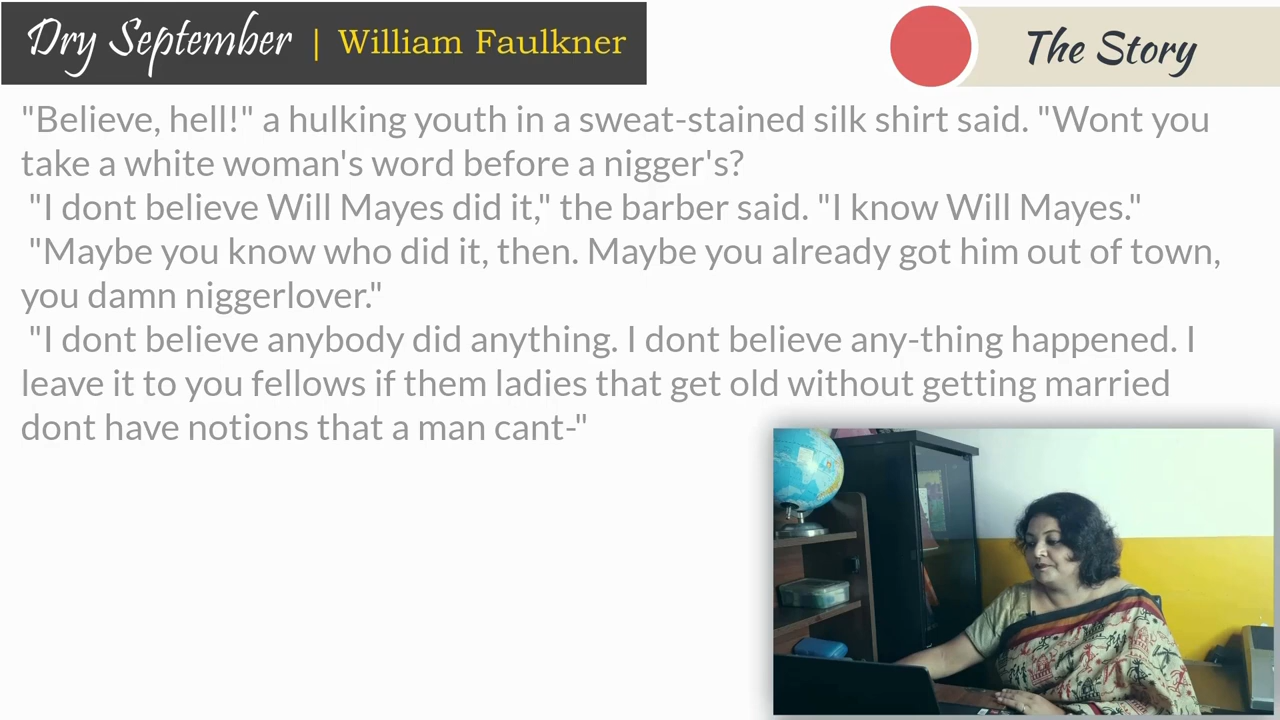 Dry September | William Faulkner
The Story
"Believe, hell!" a hulking youth in a sweat-stained silk shirt said. "Wont you
take a white woman's word before a nigger's?
"I dont believe Will Mayes did it," the barber said. "I know Will Mayes."
"Maybe you know who did it, then. Maybe you already got him out of town,
you damn niggerlover."
"I dont believe anybody did anything. I dont believe any-thing happened. I
leave it to you fellows if them ladies that get old without getting married
dont have notions that a man cant-"